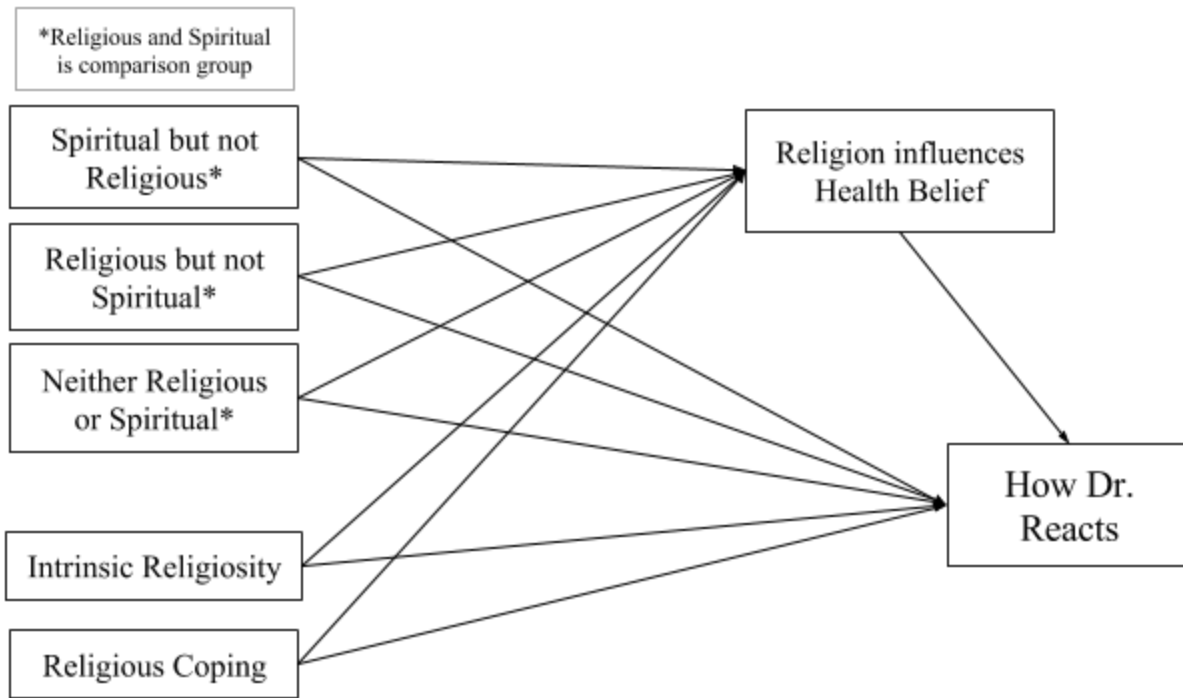 *Religious and Spiritual
is comparison group
Spiritual but not
Religious*
Religious but not
Spiritual*
Neither Religious
or Spiritual*
Intrinsic Religiosity
Religious Coping
Religion influences
Health Belief
How Dr.
Reacts